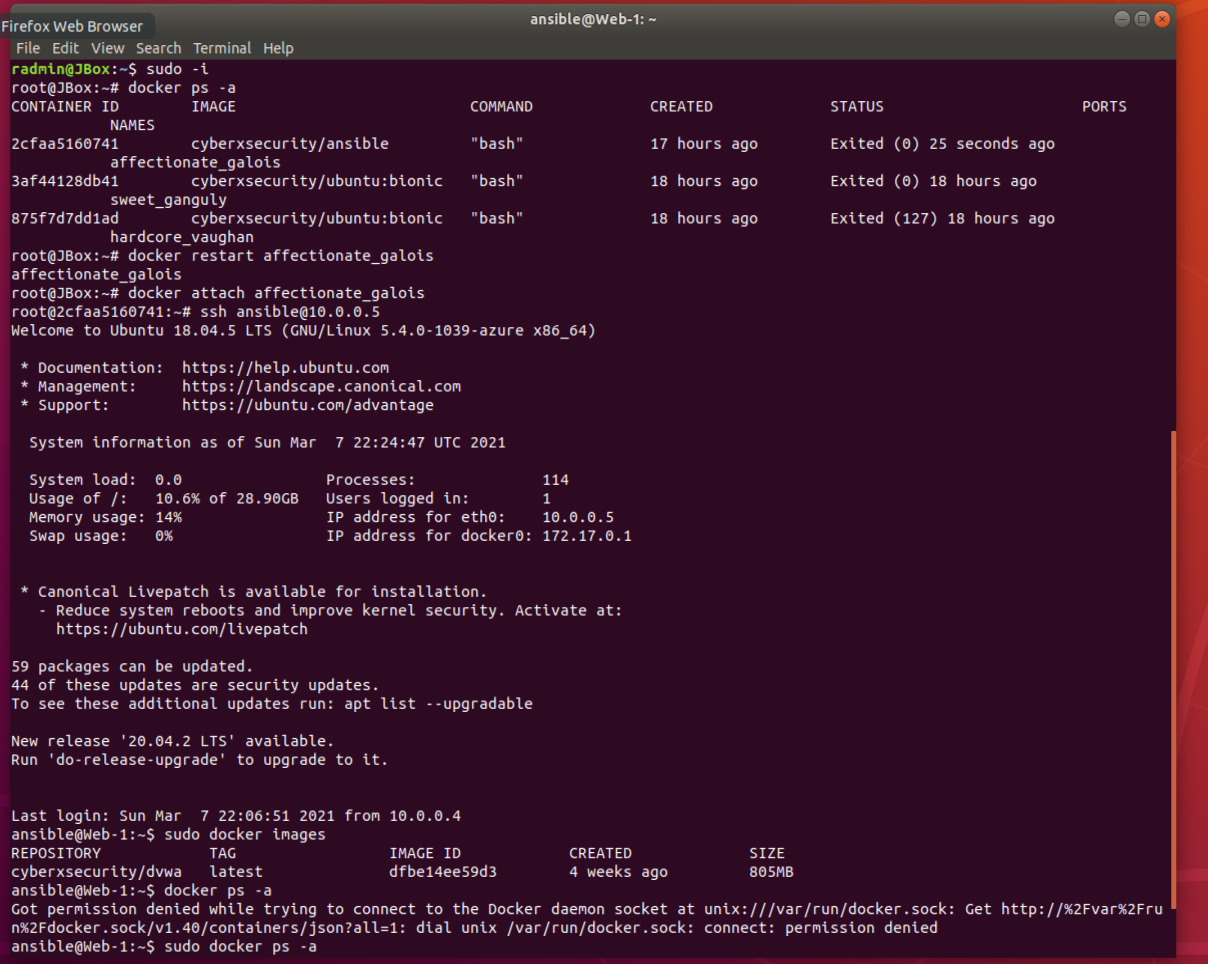 ansible@Web-1: ~
Firefox Web Browser
File Edit View Search Terminal Help
radmin@JBox:~$ sudo -i
root@JBox:~# docker ps -a
CONTAINER ID        IMAGE                          COMMAND             CREATED             STATUS                      PORTS
           NAMES
2cfaa5160741        cyberxsecurity/ansible         "bash"              17 hours ago        Exited (0) 25 seconds ago
           affectionate_galois
3af44128db41        cyberxsecurity/ubuntu:bionic   "bash"              18 hours ago        Exited (0) 18 hours ago
           sweet_ganguly
875f7d7dd1ad        cyberxsecurity/ubuntu:bionic   "bash"              18 hours ago        Exited (127) 18 hours ago
           hardcore_vaughan
root@JBox:~# docker restart affectionate_galois
affectionate_galois
root@JBox:~# docker attach affectionate_galois
root@2cfaa5160741:~# ssh ansible@10.0.0.5
Welcome to Ubuntu 18.04.5 LTS (GNU/Linux 5.4.0-1039-azure x86_64)
 * Documentation:  https://help.ubuntu.com
 * Management:     https://landscape.canonical.com
 * Support:        https://ubuntu.com/advantage
  System information as of Sun Mar  7 22:24:47 UTC 2021
  System load:  0.0                Processes:              114
  Usage of /:   10.6% of 28.90GB   Users logged in:        1
  Memory usage: 14%                IP address for eth0:    10.0.0.5
  Swap usage:   0%                 IP address for docker0: 172.17.0.1
 * Canonical Livepatch is available for installation.
   - Reduce system reboots and improve kernel security. Activate at:
     https://ubuntu.com/livepatch
59 packages can be updated.
44 of these updates are security updates.
To see these additional updates run: apt list --upgradable
New release '20.04.2 LTS' available.
Run 'do-release-upgrade' to upgrade to it.
Last login: Sun Mar  7 22:06:51 2021 from 10.0.0.4
ansible@Web-1:~$ sudo docker images
REPOSITORY            TAG                 IMAGE ID            CREATED             SIZE
cyberxsecurity/dvwa   latest              dfbe14ee59d3        4 weeks ago         805MB
ansible@Web-1:~$ docker ps -a
Got permission denied while trying to connect to the Docker daemon socket at unix:///var/run/docker.sock: Get http://%2Fvar%2Fru
n%2Fdocker.sock/v1.40/containers/json?all=1: dial unix /var/run/docker.sock: connect: permission denied
ansible@Web-1:~$ sudo docker ps -a